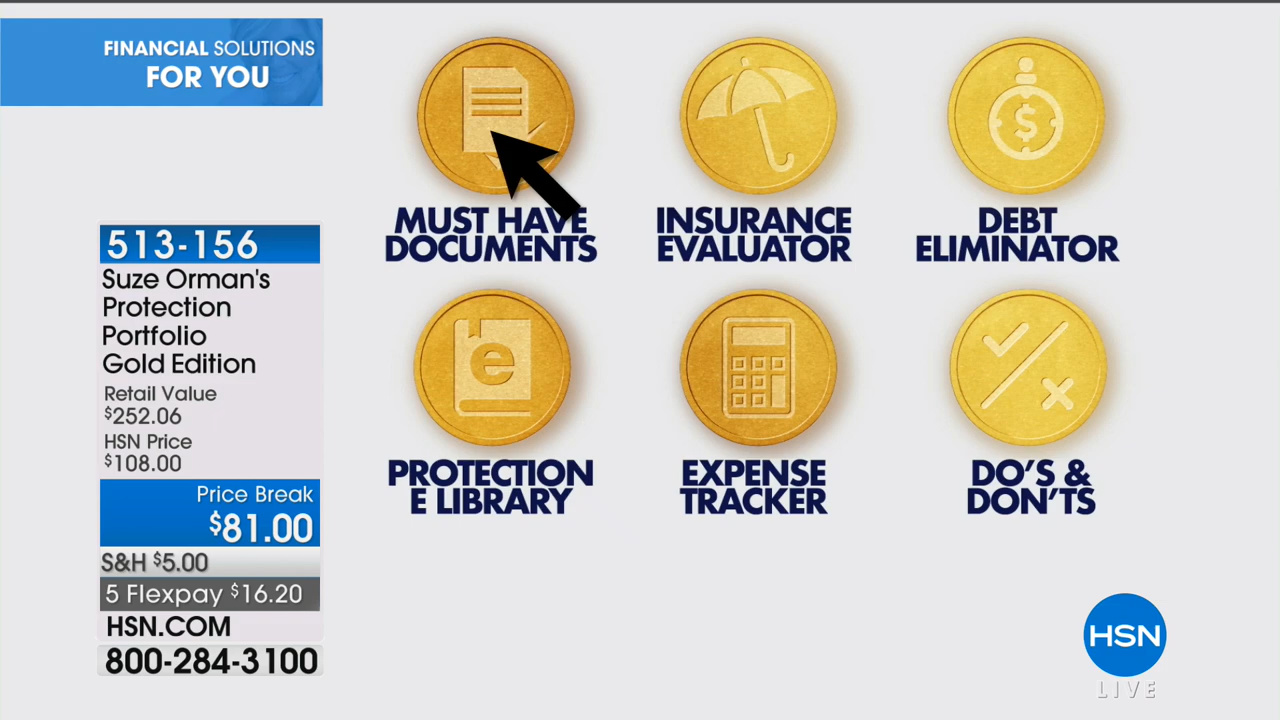 FINANCIAL SOLUTIONS
FOR YOU
513-156
Suze Orman's
Protection
Portfolio
Gold Edition
Retail Value
$252.06
HSN Price
$108.00
Price Break
$81.00
S&H $5.00
5 Flexpay $16.20
HSN.COM
800-284-3100
MUST HAVE
DOCUMENTS
INSURANCE
EVALUATOR
$
DEBT
ELIMINATOR
e
PROTECTION
E LIBRARY
EXPENSE
TRACKER
DO'S &
DON'TS
HSN
LIVE